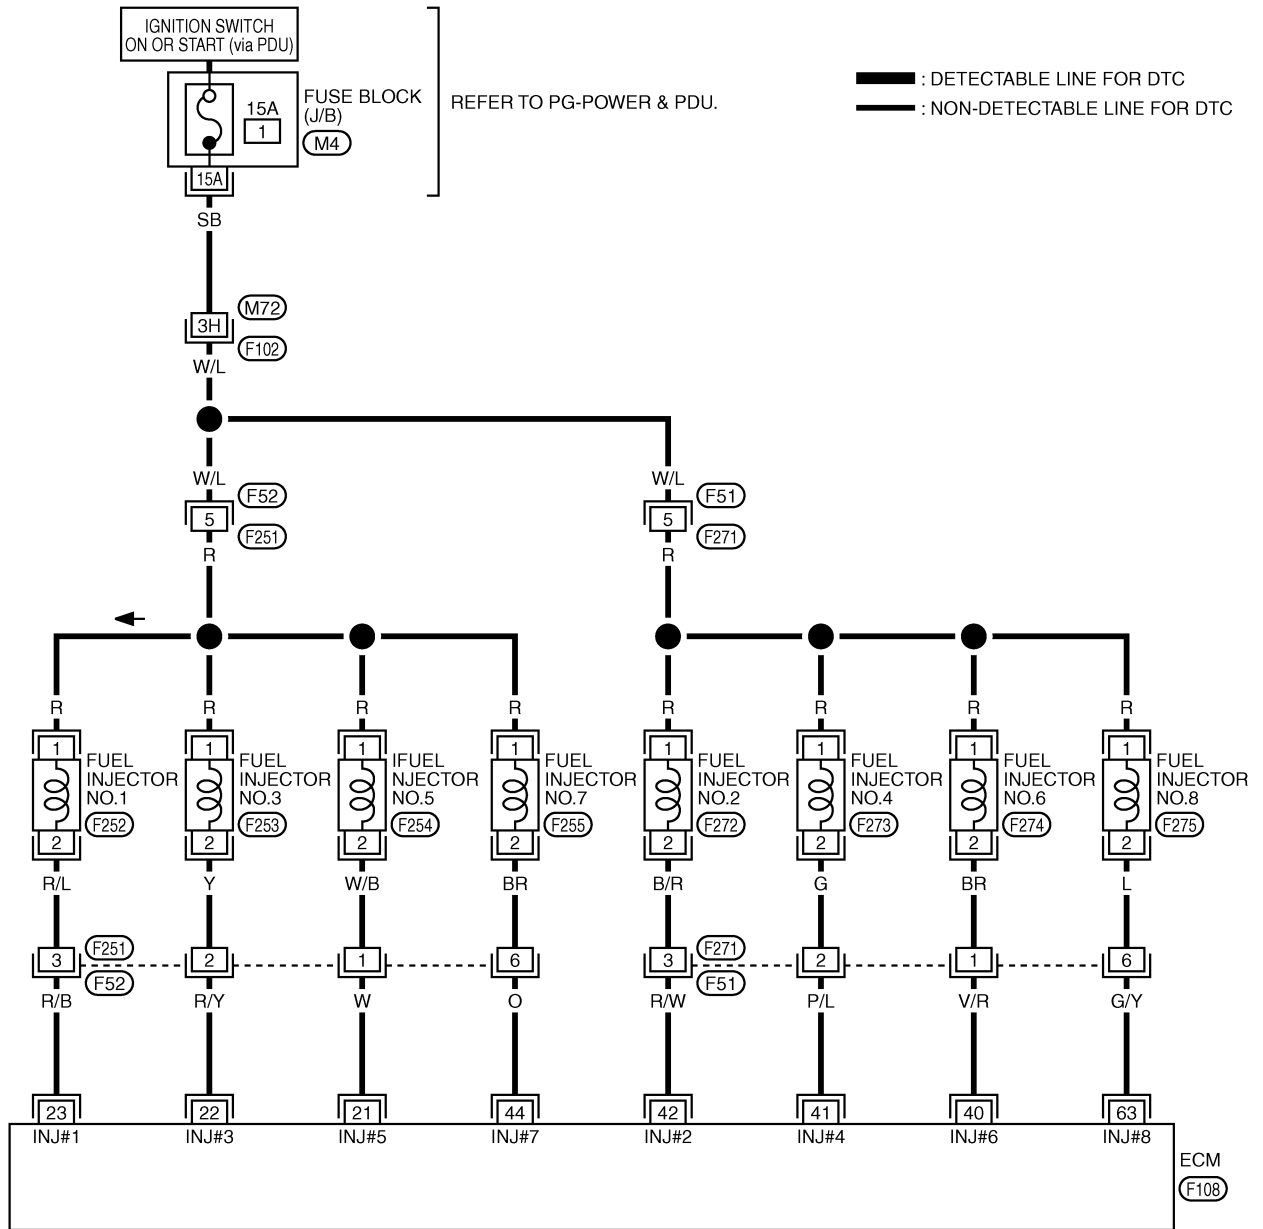 IGNITION SWITCH
ON OR START (via PDU)
15A
1
FUSE BLOCK
(J/B)
M4
REFER TO PG-POWER & PDU.
: DETECTABLE LINE FOR DTC
: NON-DETECTABLE LINE FOR DTC
15A
SB
M72
3H
F102
W/L
W/L
F52
5
F251
R
W/L
F51
5
F271
R
R R R R R R R R
1 1 1 1 1 1 1 1
FUEL
INJECTOR
NO.1
F252
FUEL
INJECTOR
NO.3
F253
IFUEL
NJECTOR
NO.5
F254
FUEL
INJECTOR
NO.7
F255
FUEL
INJECTOR
NO.2
F272
FUEL
INJECTOR
NO.4
F273
FUEL
INJECTOR
NO.6
F274
FUEL
INJECTOR
NO.8
F275
2 2 2 2 2 2 2 2
R/L Y W/B BR B/R G BR L
F251
F271
3 2 1 6 3 2 1 6
F52
F51
R/B R/Y W O R/W P/L V/R G/Y
23 22 21 44 42 41 40 63
INJ#1 INJ#3 INJ#5 INJ#7 INJ#2 INJ#4 INJ#6 INJ#8
ECM
F108